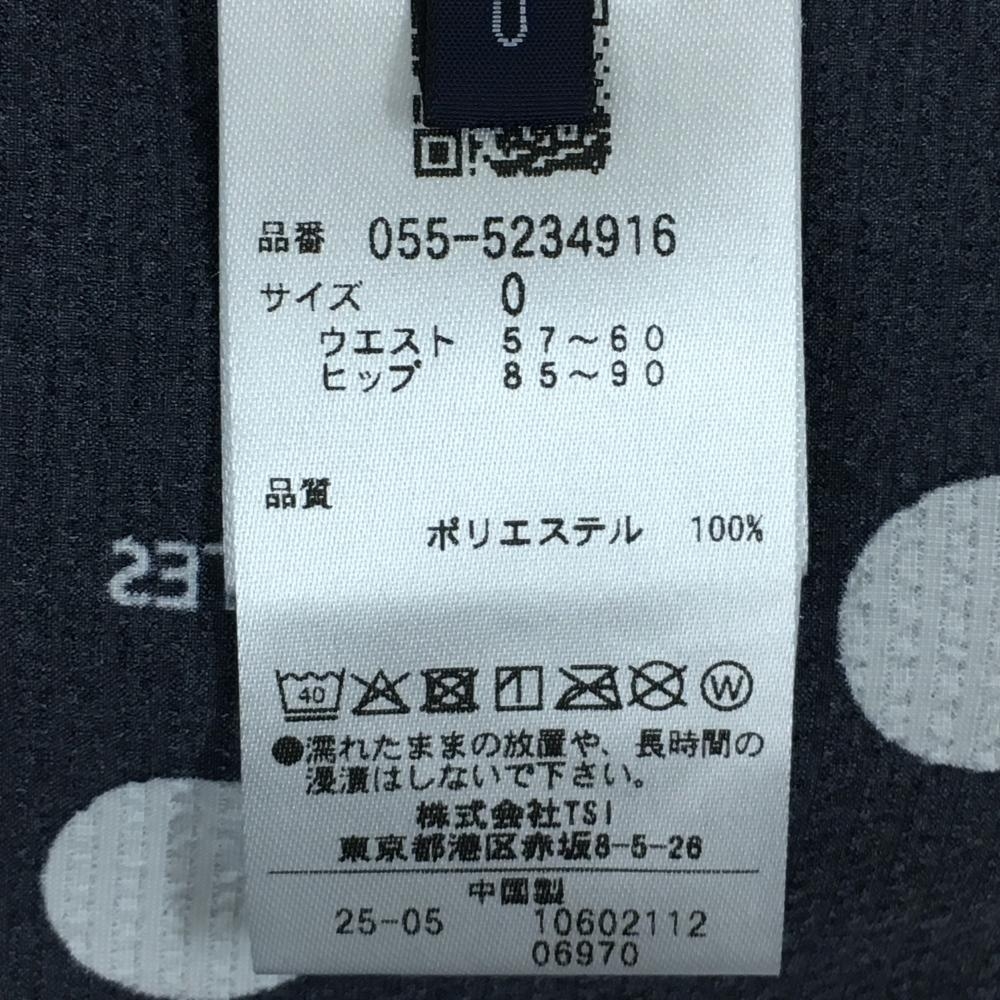 品番 055-5234916
サイズ 0
ウエスト 57～60
ヒップ 85～90
品質
ポリエステル 100%
40 W
●濡れたままの放置や、長時間の
浸漬はしないで下さい。
株式会社TSI
東京都港区赤坂8-5-26
中国製
25-05 10602112
06970